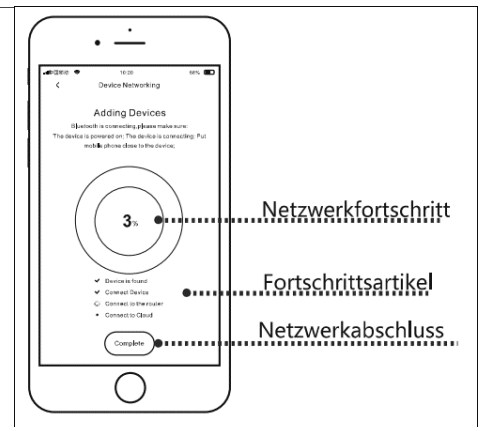 10:20
Device Networking
Adding Devices
Bluetooth is connecting, please make sure:
The device is powered on; The device is connecting; Put
mobile phone close to the device;
3%
Netzwerkfortschritt
Device is found
Connect Device
Connect to the router
Connect to Cloud
Fortschrittsartikel
Complete
Netzwerkabschluss